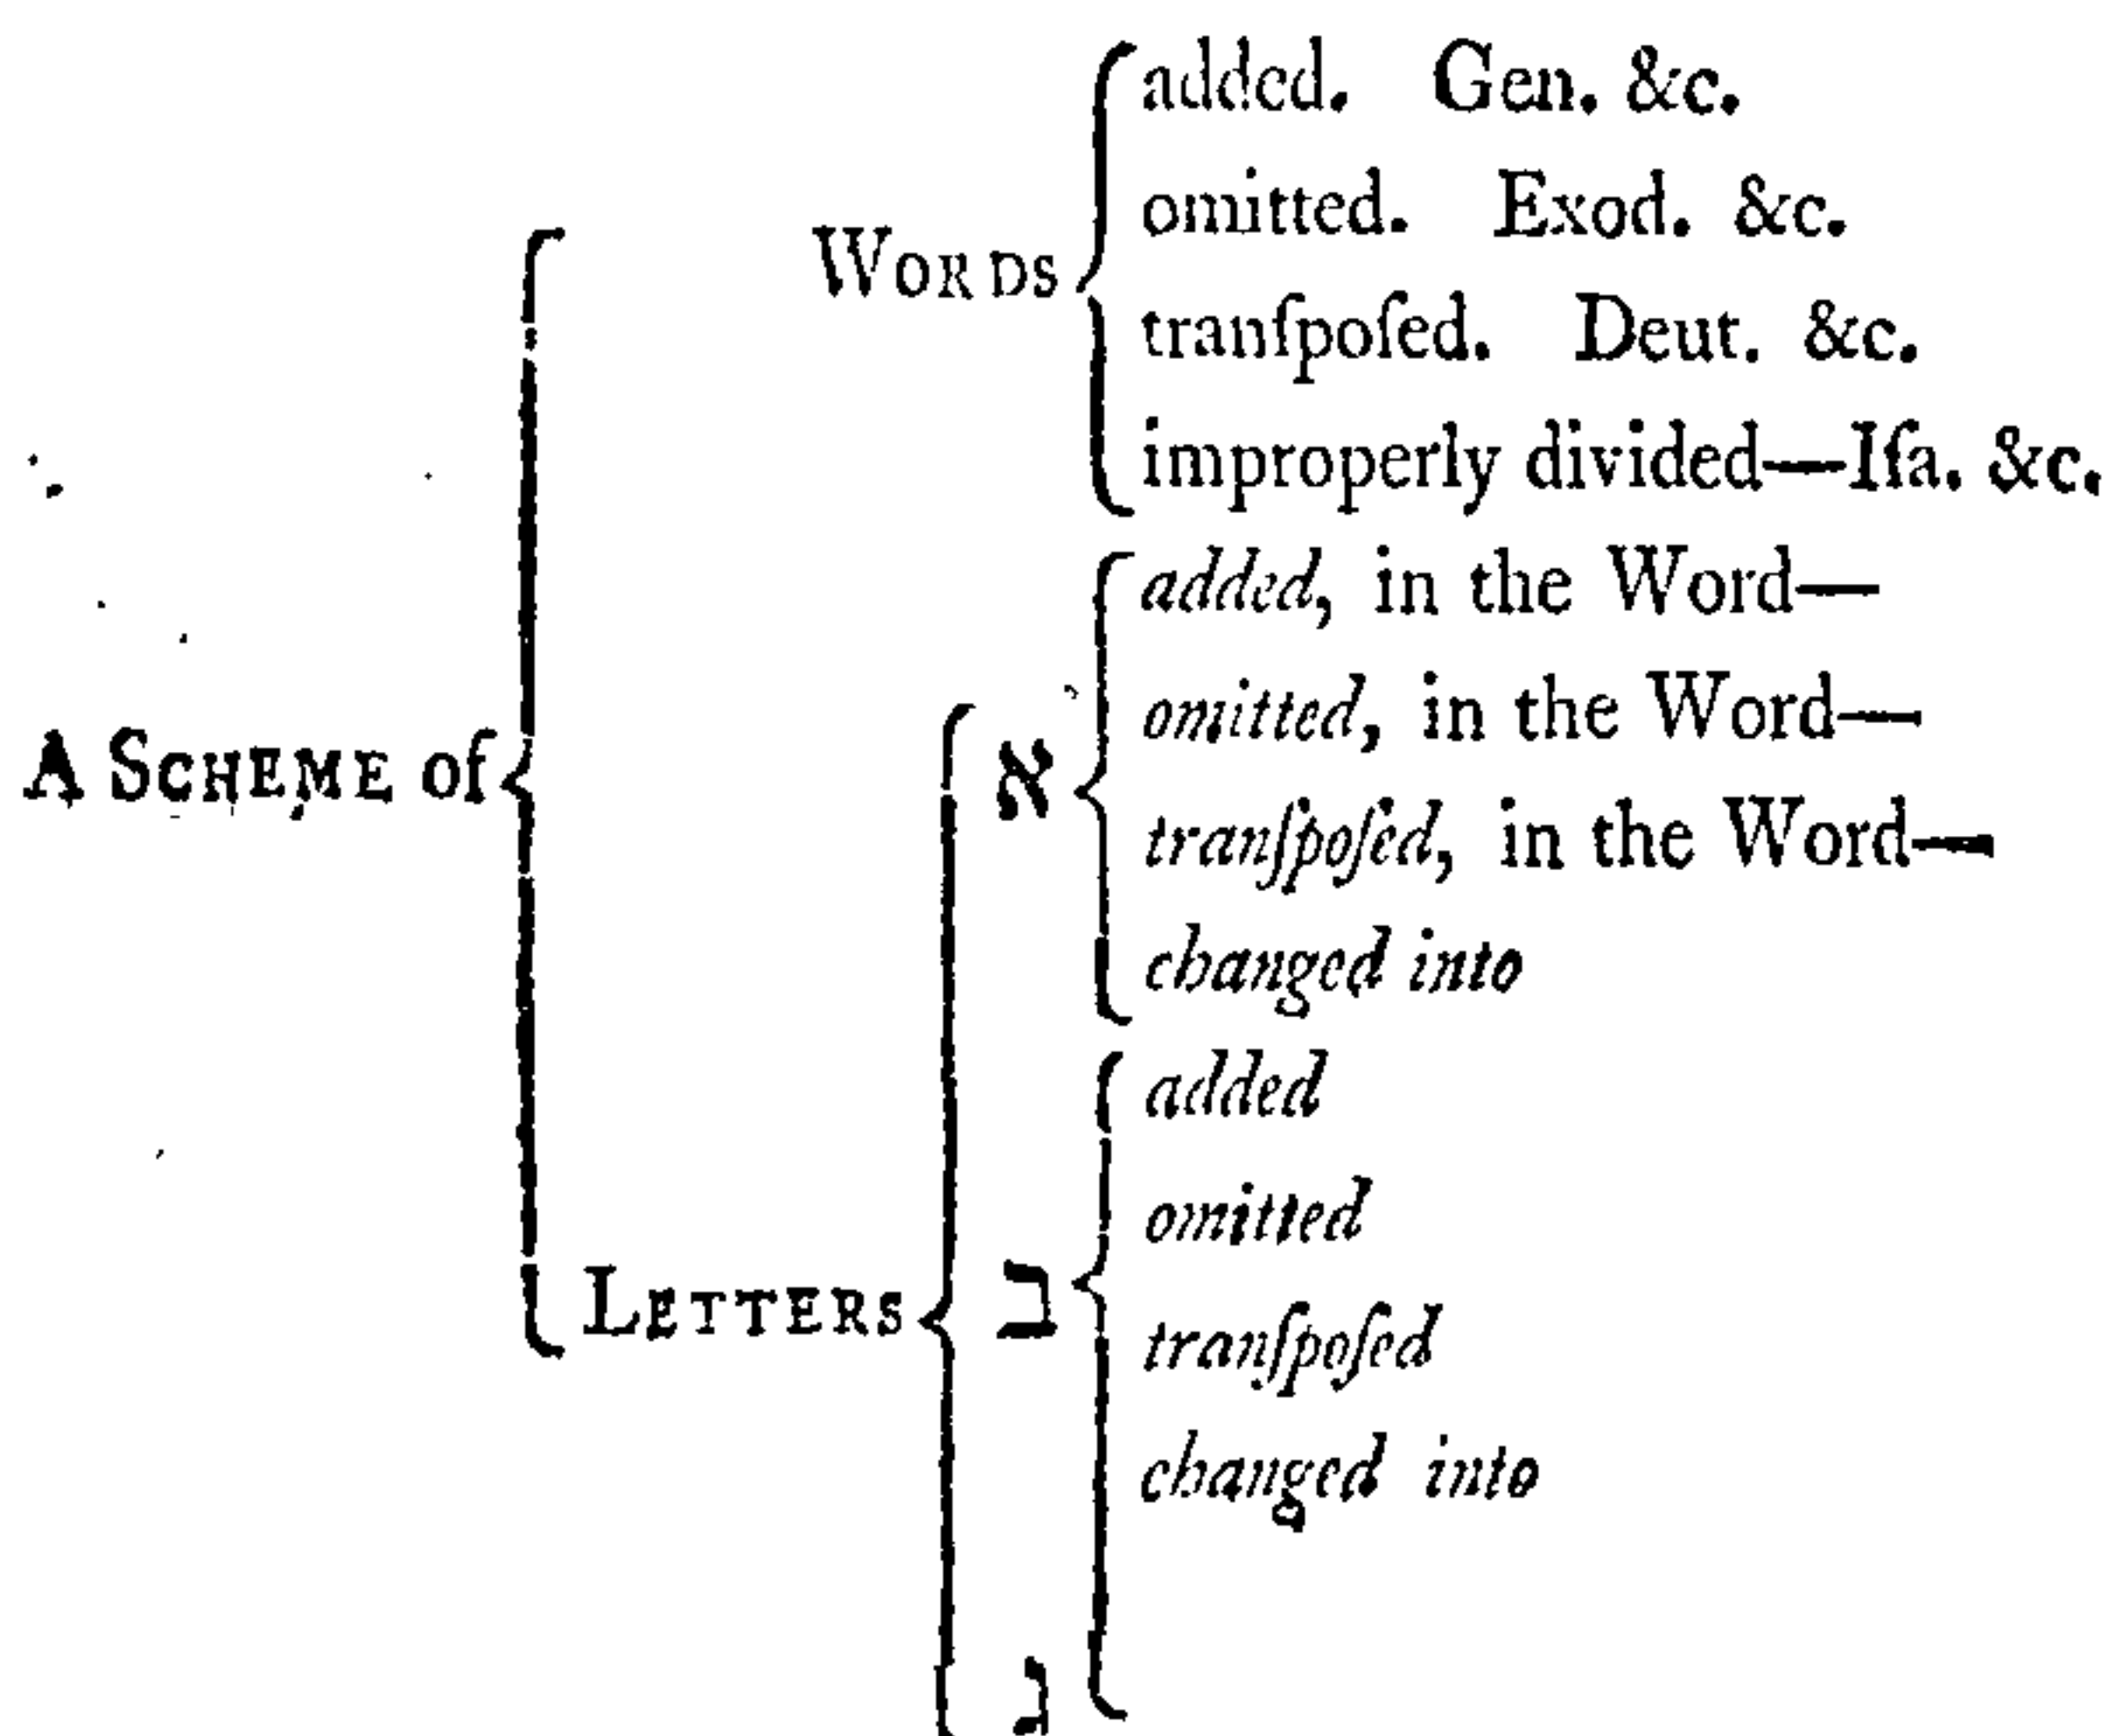 added. Gen. &c.
omitted. Exod. &c.
Words
tranſpoſed. Deut. &c.
improperly divided—Iſa. &c.
added, in the Word—
omitted, in the Word—
A Scheme of
א
tranſpoſed, in the Word—
changed into
added
omitted
Letters
ב
tranſpoſed
changed into
ג